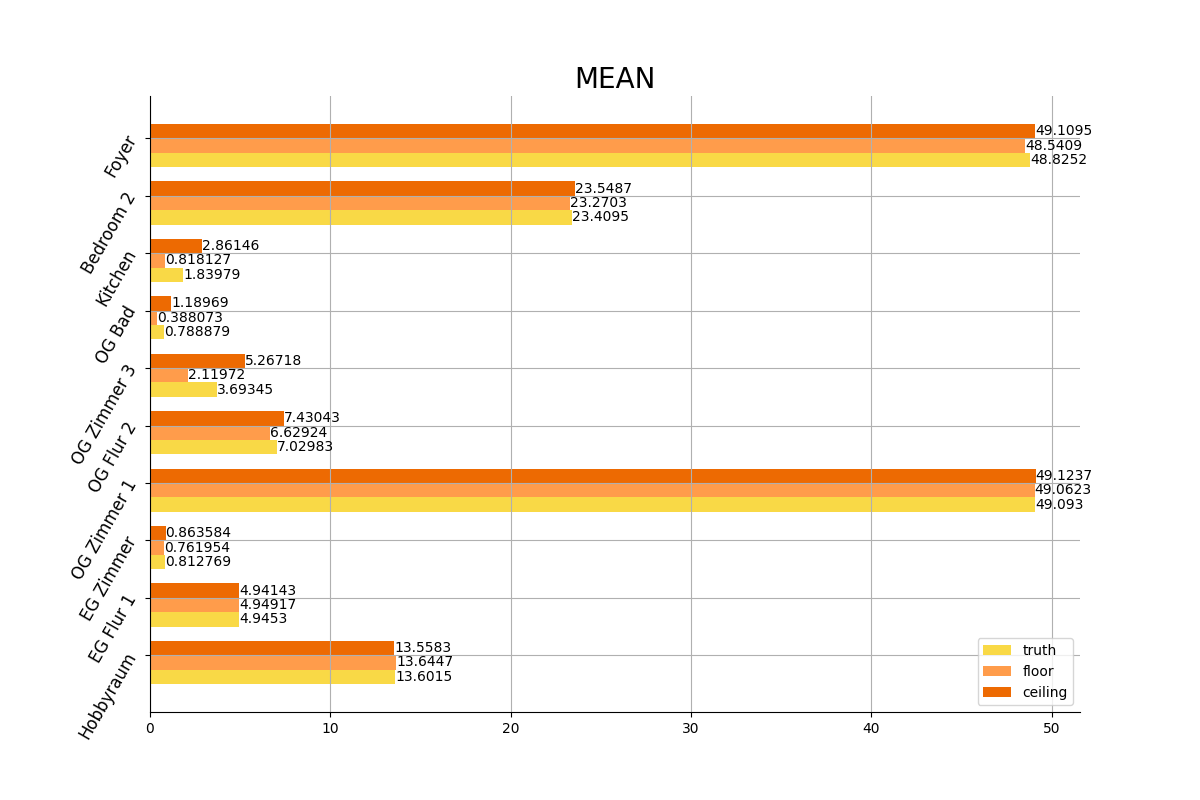 MEAN
Foyer
49.1095
48.5409
48.8252
Bedroom 2
23.5487
23.2703
23.4095
Kitchen
2.86146
0.818127
1.83979
OG Bad
1.18969
0.388073
0.788879
OG Zimmer 3
5.26718
2.11972
3.69345
OG Flur 2
7.43043
6.62924
7.02983
OG Zimmer 1
49.1237
49.0623
49.093
EG Zimmer
0.863584
0.761954
0.812769
EG Flur 1
4.94143
4.94917
4.9453
Hobbyraum
13.5583
13.6447
13.6015
truth
floor
ceiling
0 10 20 30 40 50